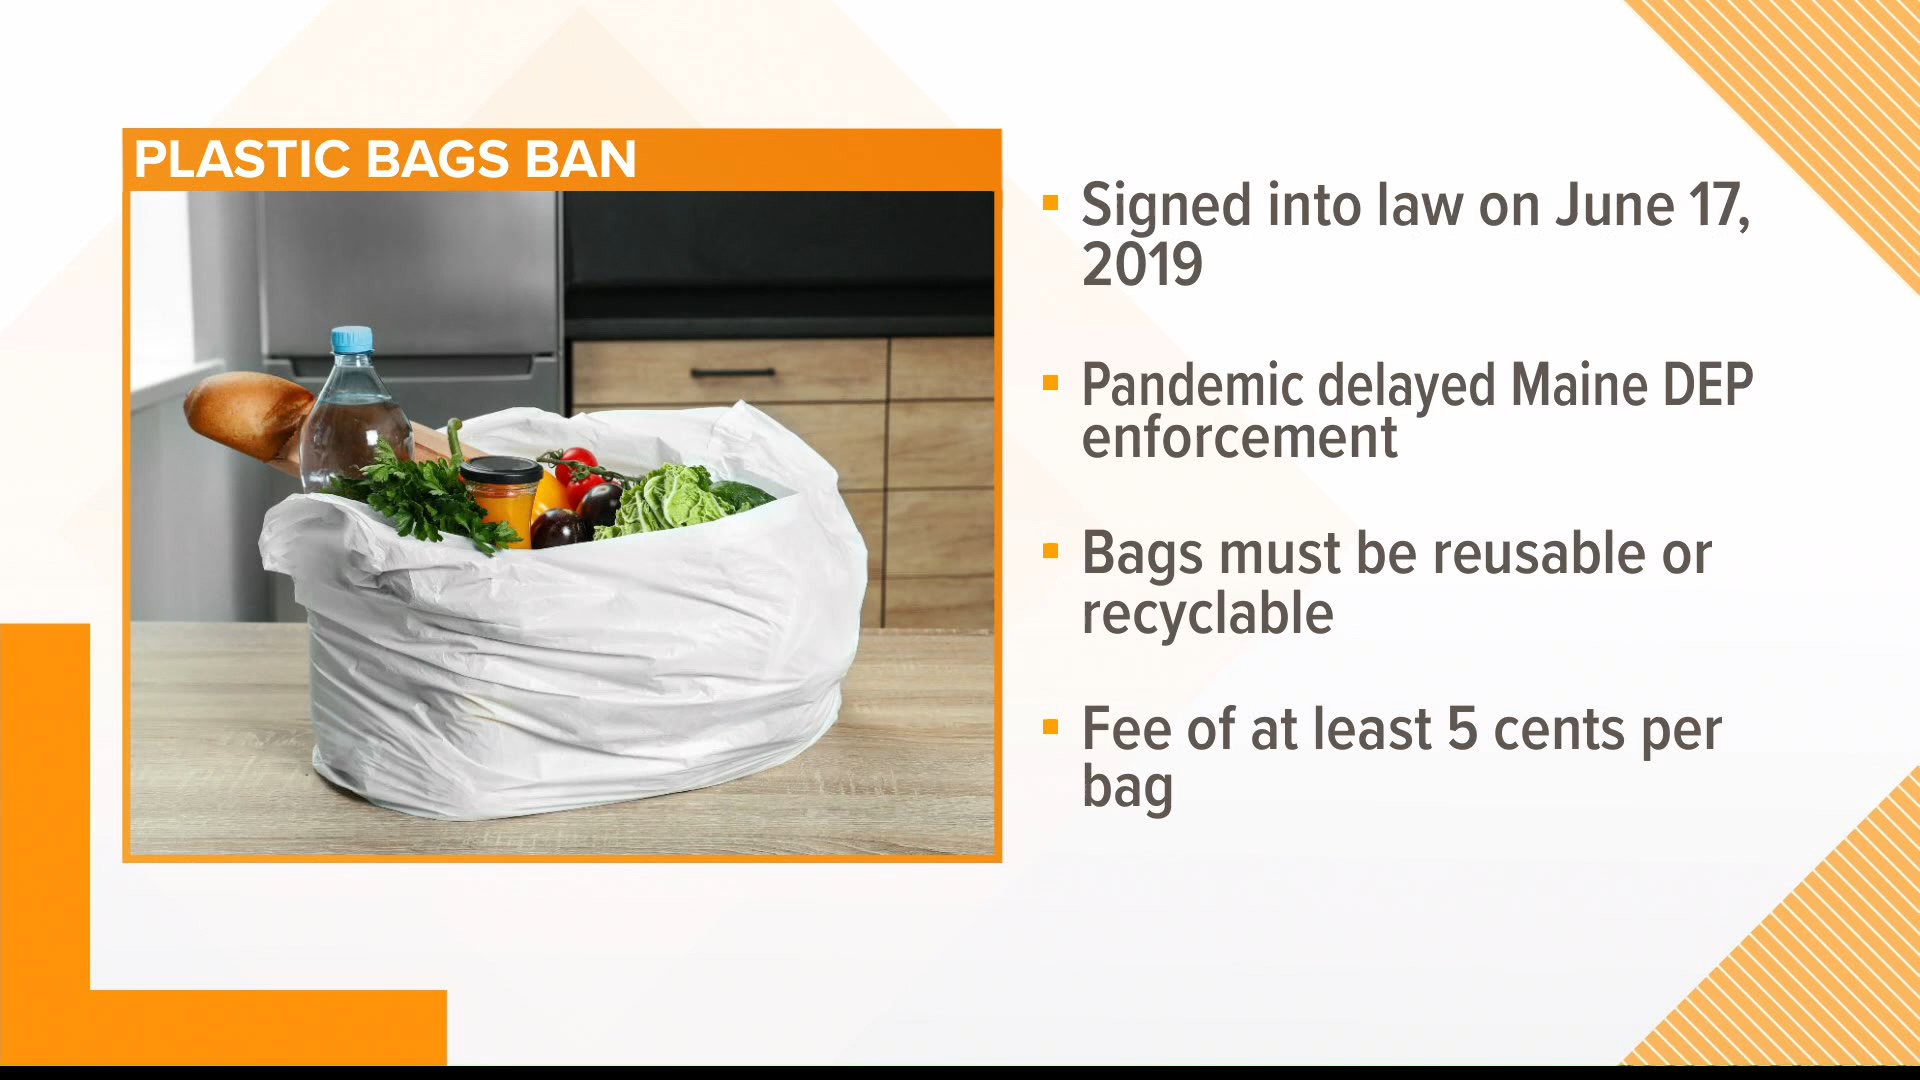 PLASTIC BAGS BAN
Signed into law on June 17,
2019
Pandemic delayed Maine DEP
enforcement
Bags must be reusable or
recyclable
Fee of at least 5 cents per
bag